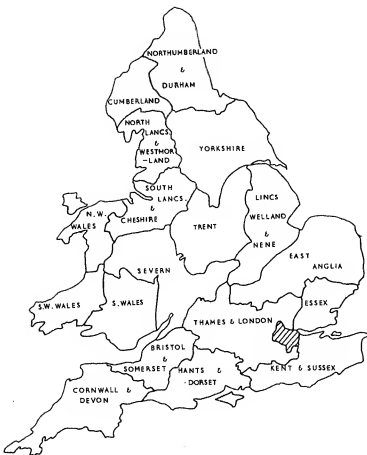 NORTHUMBERLAND
&
DURHAM
CUMBERLAND
NORTH
LANCS.
&
WESTMOR
-LAND
YORKSHIRE
SOUTH
LANCS.
&
CHESHIRE
N.W.
WALES
TRENT
LINCS
WELLAND
&
NENE
EAST
ANGLIA
SEVERN
S.W. WALES
S. WALES
ESSEX
THAMES & LONDON
BRISTOL
&
SOMERSET
HANTS &
DORSET
KENT & SUSSEX
CORNWALL &
DEVON